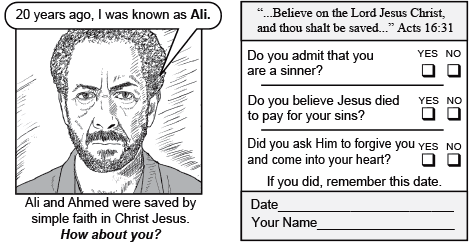 20 years ago, I was known as Ali.
Ali and Ahmed were saved by
simple faith in Christ Jesus.
How about you?
“...Believe on the Lord Jesus Christ,
and thou shalt be saved...” Acts 16:31
YES NO
Do you admit that you
are a sinner?
YES NO
Do you believe Jesus died
to pay for your sins?
YES NO
Did you ask Him to forgive you
and come into your heart?
If you did, remember this date.
Date
Your Name